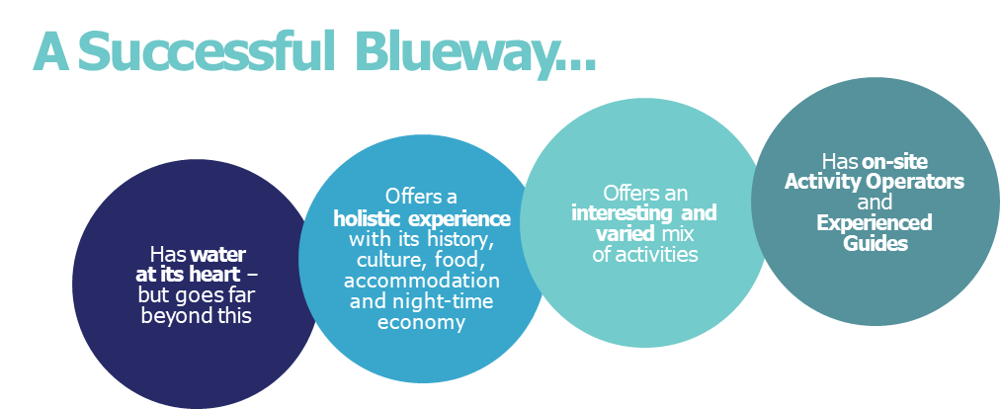 A Successful Blueway...
Has water
at its heart –
but goes far
beyond this
Offers a
holistic experience
with its history,
culture, food,
accommodation
and night-time
economy
Offers an
interesting and
varied mix
of activities
Has on-site
Activity Operators
and
Experienced
Guides